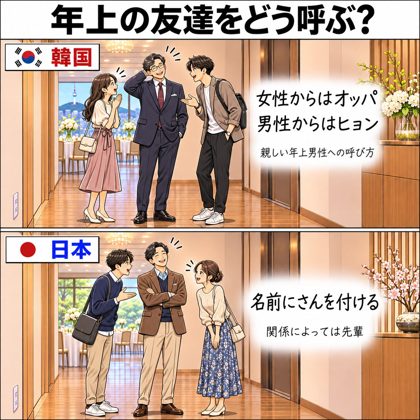 年上の友達をどう呼ぶ?
韓国
女性からはオッパ
男性からはヒョン
親しい年上男性への呼び方
日本
名前にさんを付ける
関係によっては先輩